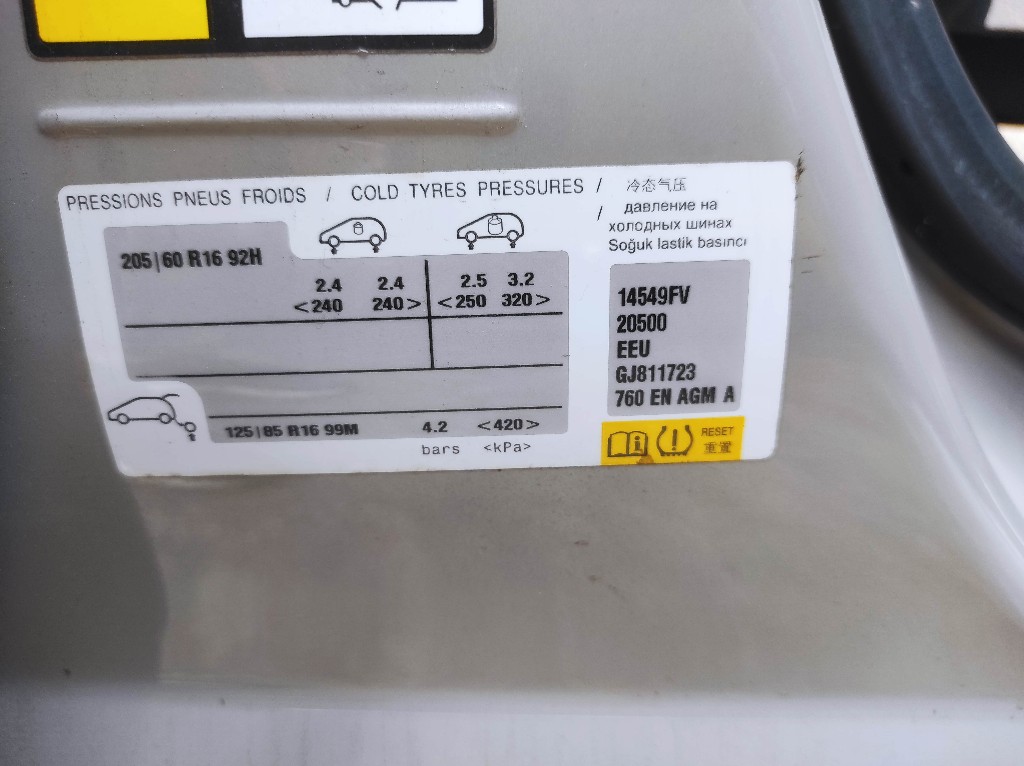 PRESSIONS PNEUS FROIDS / COLD TYRES PRESSURES / 冷态气压
/ давление на
холодных шинах
Soğuk lastik basıncı
205|60 R16 92H
2.4 2.4 2.5 3.2
<240 240> <250 320>
125|85 R16 99M 4.2 <420>
bars <kPa>
14549FV
20500
EEU
GJ811723
760 EN AGM A
RESET
重置